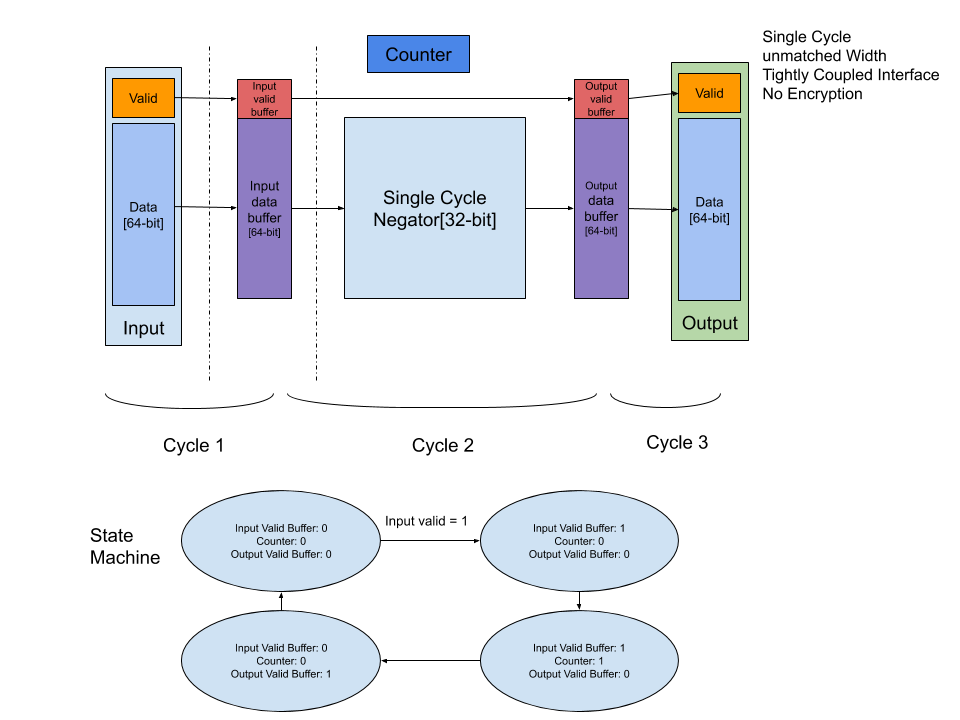 Single Cycle
unmatched Width
Tightly Coupled Interface
No Encryption
Counter
Valid
Input
valid
buffer
Output
valid
buffer
Valid
Data
[64-bit]
Input
data
buffer
[64-bit]
Single Cycle
Negator[32-bit]
Output
data
buffer
[64-bit]
Data
[64-bit]
Input
Output
Cycle 1
Cycle 2
Cycle 3
State
Machine
Input Valid Buffer: 0
Counter: 0
Output Valid Buffer: 0
Input valid = 1
Input Valid Buffer: 1
Counter: 0
Output Valid Buffer: 0
Input Valid Buffer: 0
Counter: 0
Output Valid Buffer: 1
Input Valid Buffer: 1
Counter: 1
Output Valid Buffer: 0